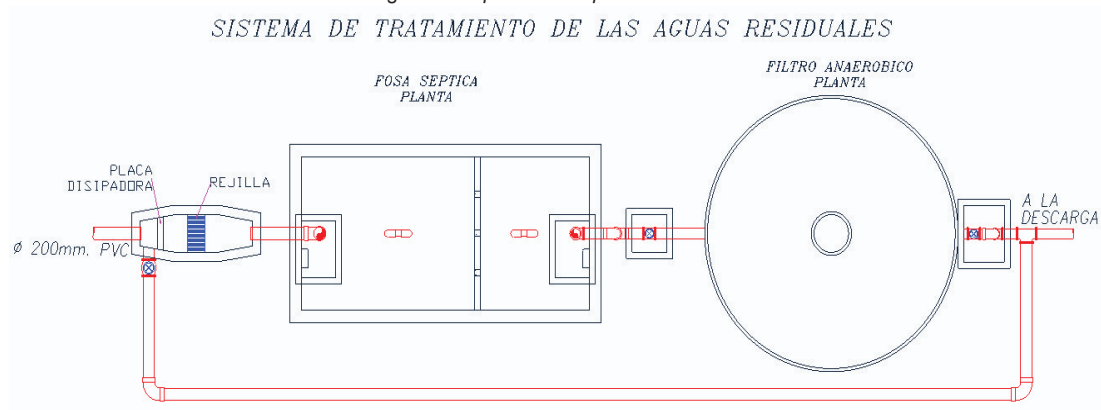 SISTEMA DE TRATAMIENTO DE LAS AGUAS RESIDUALES
FOSA SEPTICA
PLANTA
FILTRO ANAEROBICO
PLANTA
PLACA
DISIPADORA
REJILLA
A LA
DESCARGA
Ø 200mm. PVC